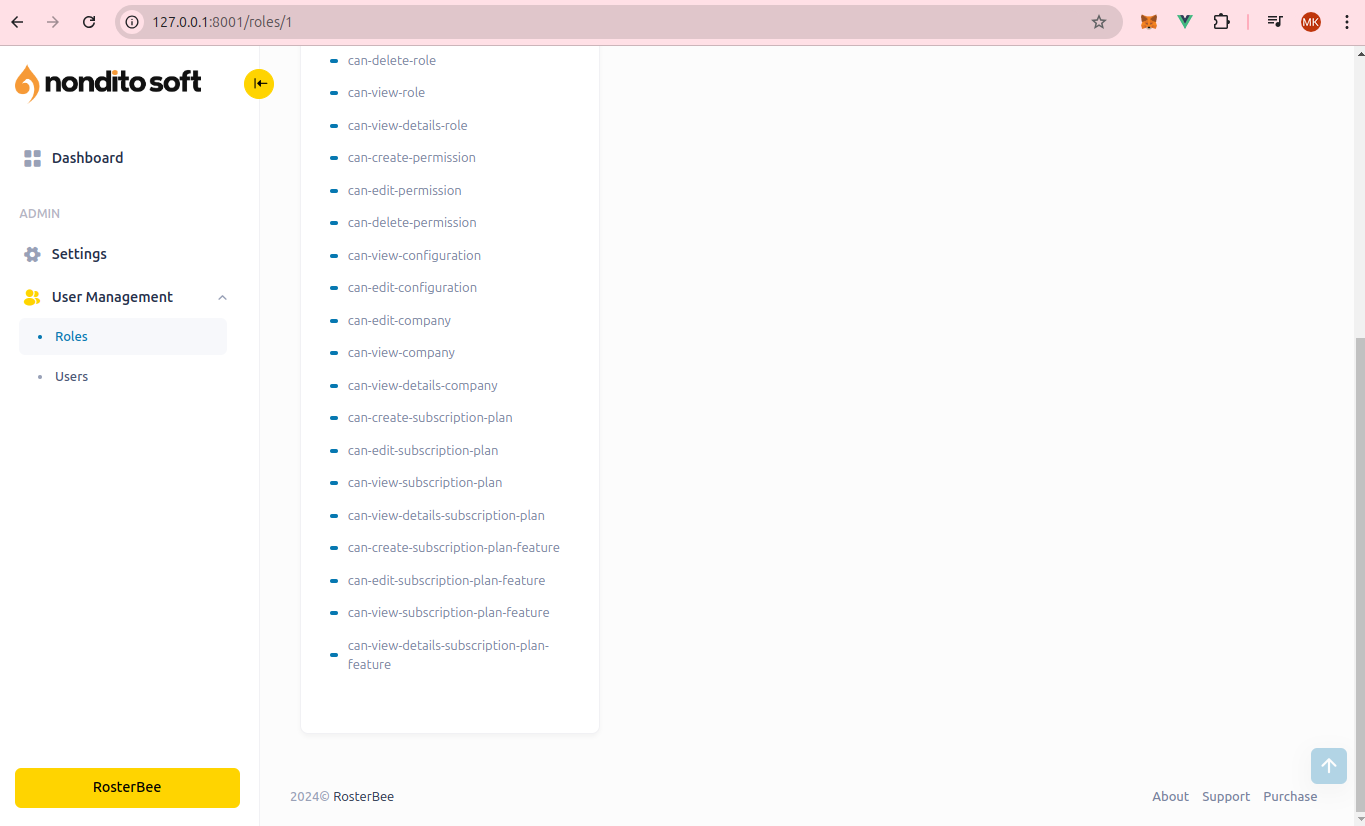 127.0.0.1:8001/roles/1
MK
nondito soft
Dashboard
ADMIN
Settings
User Management
Roles
Users
RosterBee
can-delete-role
can-view-role
can-view-details-role
can-create-permission
can-edit-permission
can-delete-permission
can-view-configuration
can-edit-configuration
can-edit-company
can-view-company
can-view-details-company
can-create-subscription-plan
can-edit-subscription-plan
can-view-subscription-plan
can-view-details-subscription-plan
can-create-subscription-plan-feature
can-edit-subscription-plan-feature
can-view-subscription-plan-feature
can-view-details-subscription-plan-
feature
2024© RosterBee
About Support Purchase